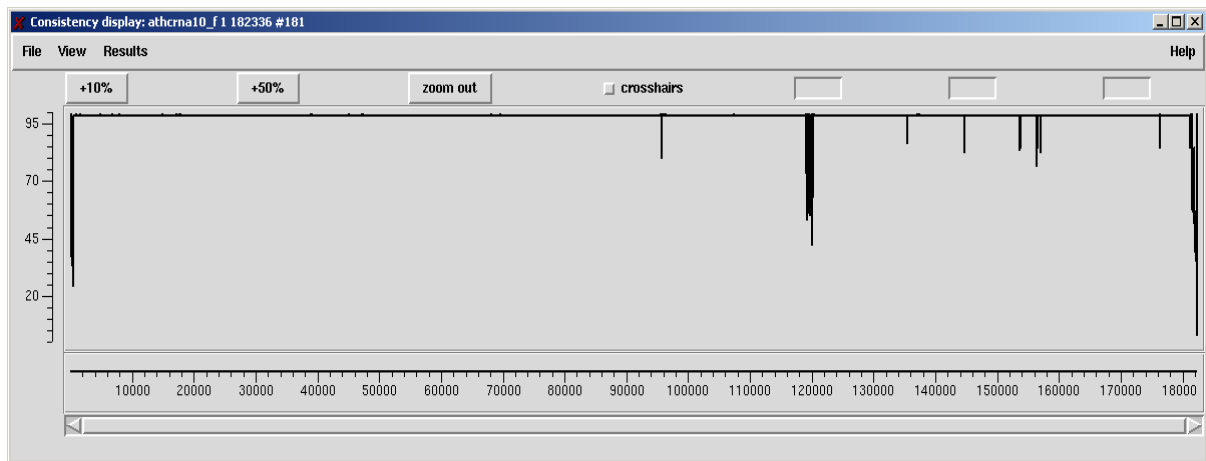 Consistency display: athcrna10_f 1 182336 #181
File View Results Help
+10% +50% zoom out crosshairs
95
70
45
20
10000 20000 30000 40000 50000 60000 70000 80000 90000 100000 110000 120000 130000 140000 150000 160000 170000 18000